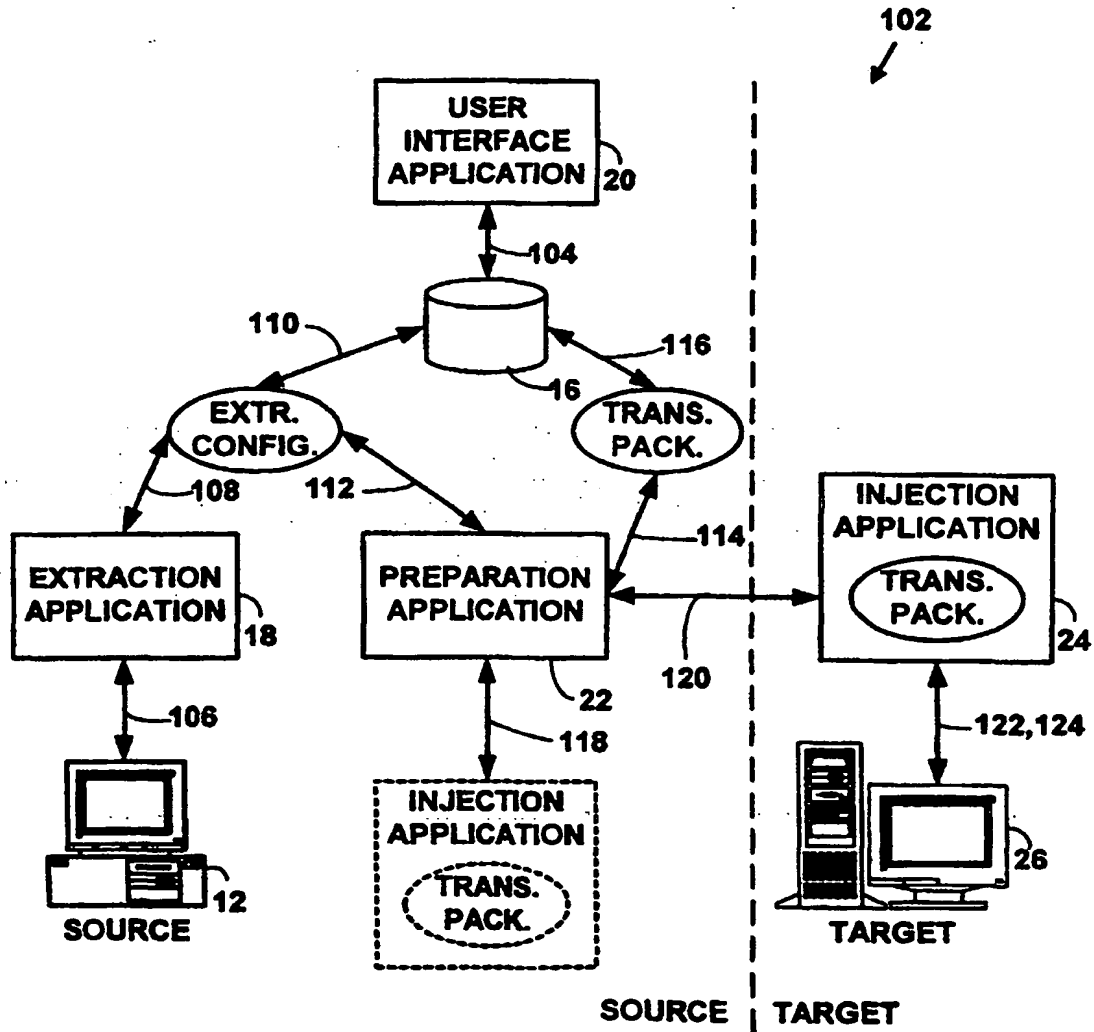 102
USER
INTERFACE
APPLICATION
20
104
110
116
16
EXTR.
CONFIG.
TRANS.
PACK.
108
112
114
INJECTION
APPLICATION
TRANS.
PACK.
24
EXTRACTION
APPLICATION
18
PREPARATION
APPLICATION
22
120
106
118
122,124
INJECTION
APPLICATION
TRANS.
PACK.
12
SOURCE
26
TARGET
SOURCE
TARGET